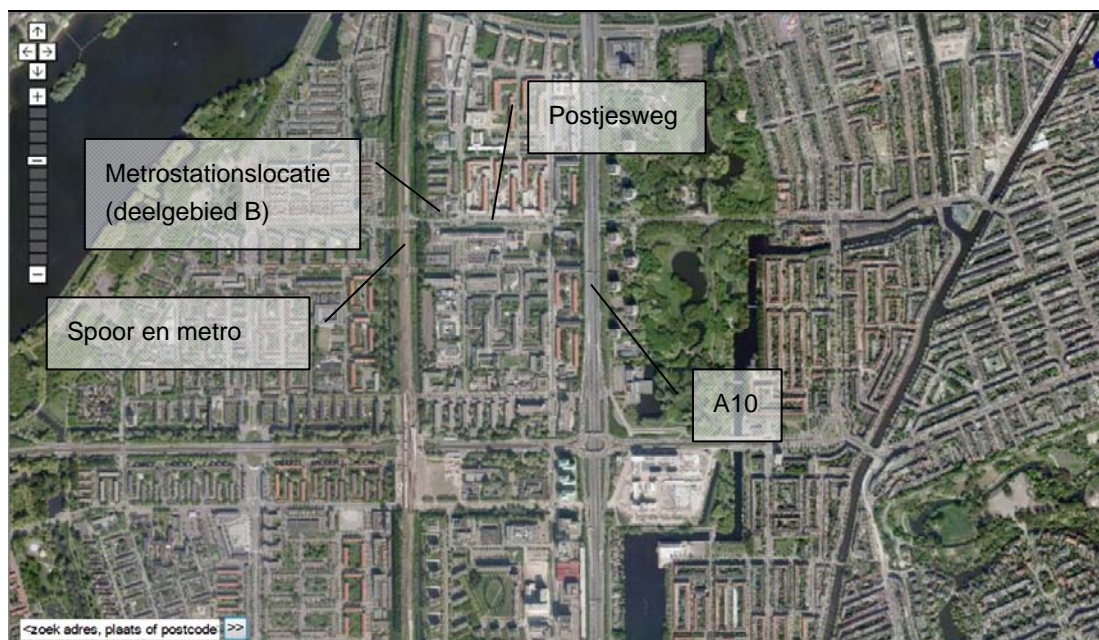 Postjesweg
Metrostationslocatie
(deelgebied B)
Spoor en metro
A10
<zoek adres, plaats of postcode >>